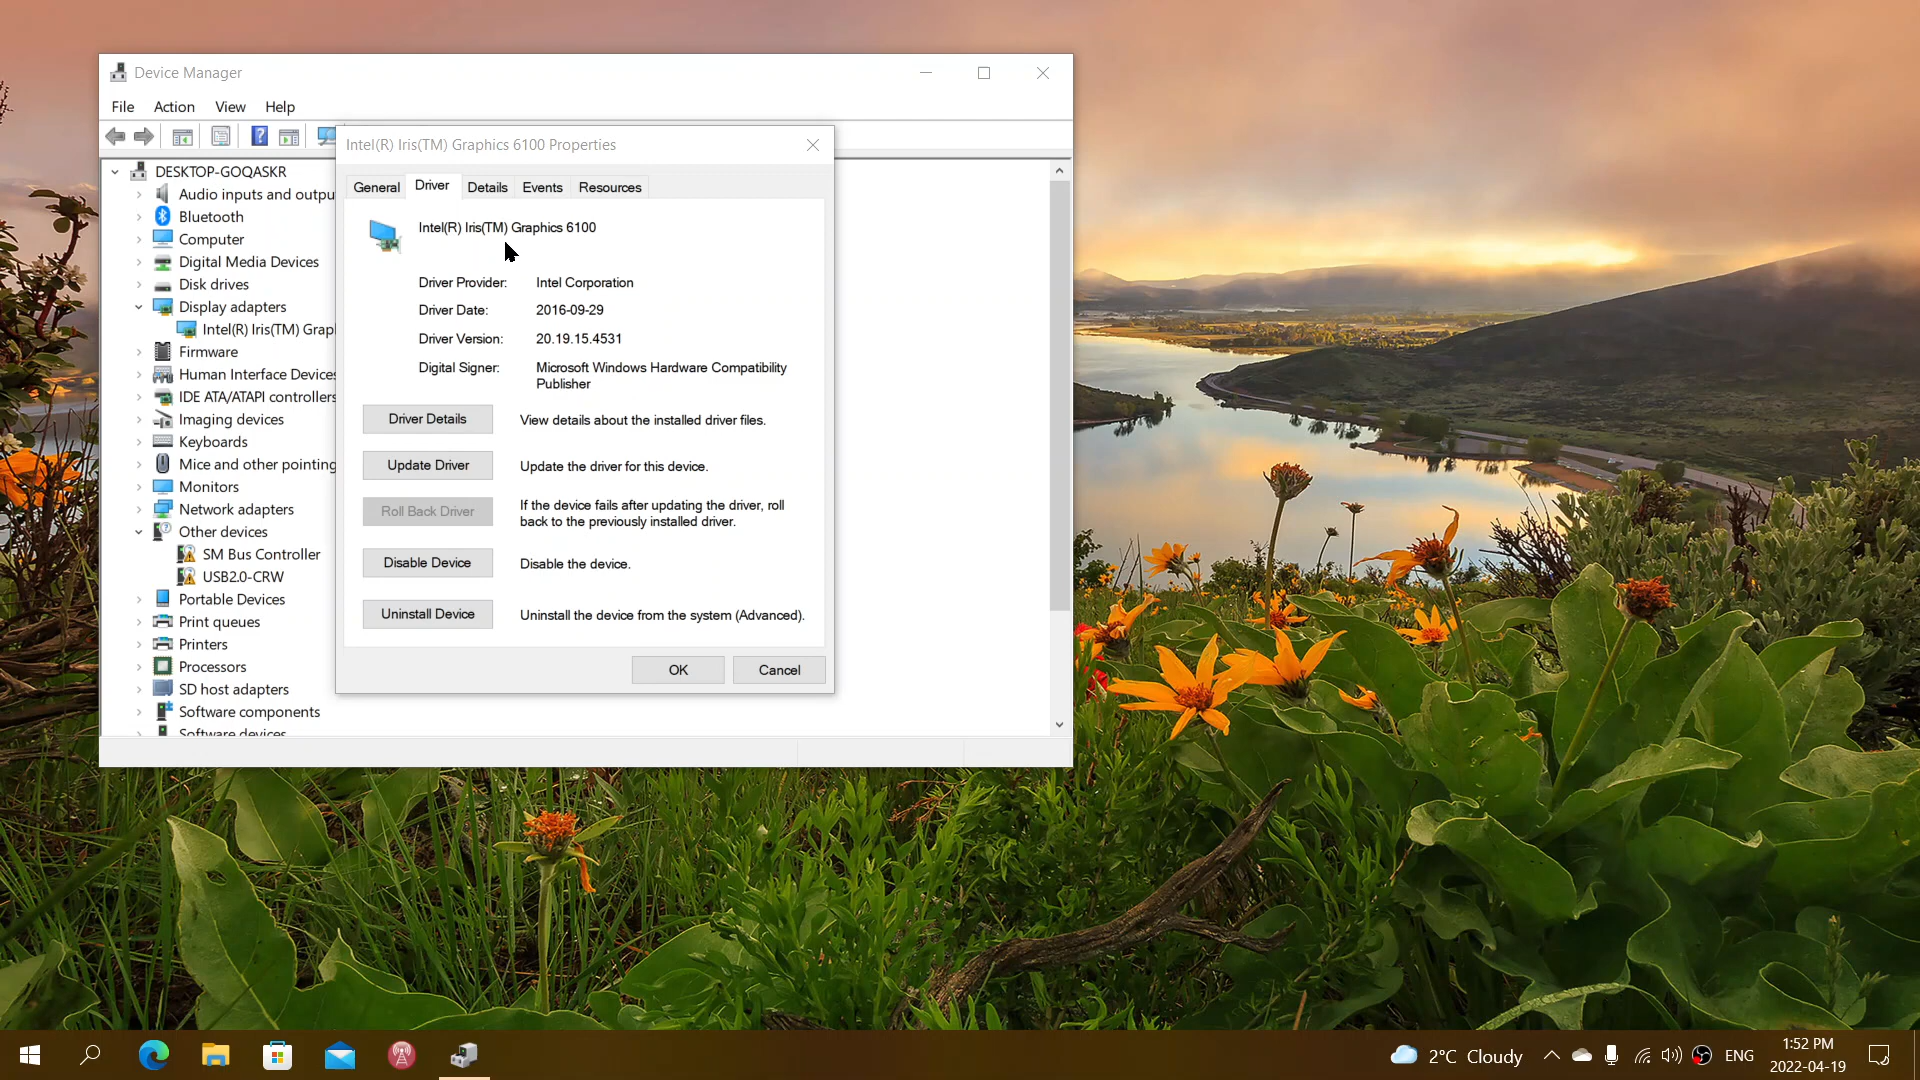 Device Manager
File Action View Help
Intel(R) Iris(TM) Graphics 6100 Properties
DESKTOP-GOQASKR
Audio inputs and outpu
Bluetooth
Computer
Digital Media Devices
Disk drives
Display adapters
Intel(R) Iris(TM) Grapl
Firmware
Human Interface Devices
IDE ATA/ATAPI controllers
Imaging devices
Keyboards
Mice and other pointing
Monitors
Network adapters
Other devices
SM Bus Controller
USB2.0-CRW
Portable Devices
Print queues
Printers
Processors
SD host adapters
Software components
Software devices
General Driver Details Events Resources
Intel(R) Iris(TM) Graphics 6100
Driver Provider: Intel Corporation
Driver Date: 2016-09-29
Driver Version: 20.19.15.4531
Digital Signer: Microsoft Windows Hardware Compatibility
Publisher
Driver Details View details about the installed driver files.
Update Driver Update the driver for this device.
Roll Back Driver If the device fails after updating the driver, roll
back to the previously installed driver.
Disable Device Disable the device.
Uninstall Device Uninstall the device from the system (Advanced).
OK Cancel
2°C Cloudy ENG 1:52 PM
2022-04-19